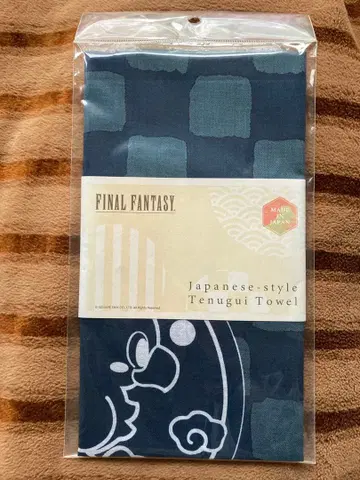 FINAL FANTASY
MADE
IN
JAPAN
Japanese-style
Tenugui Towel